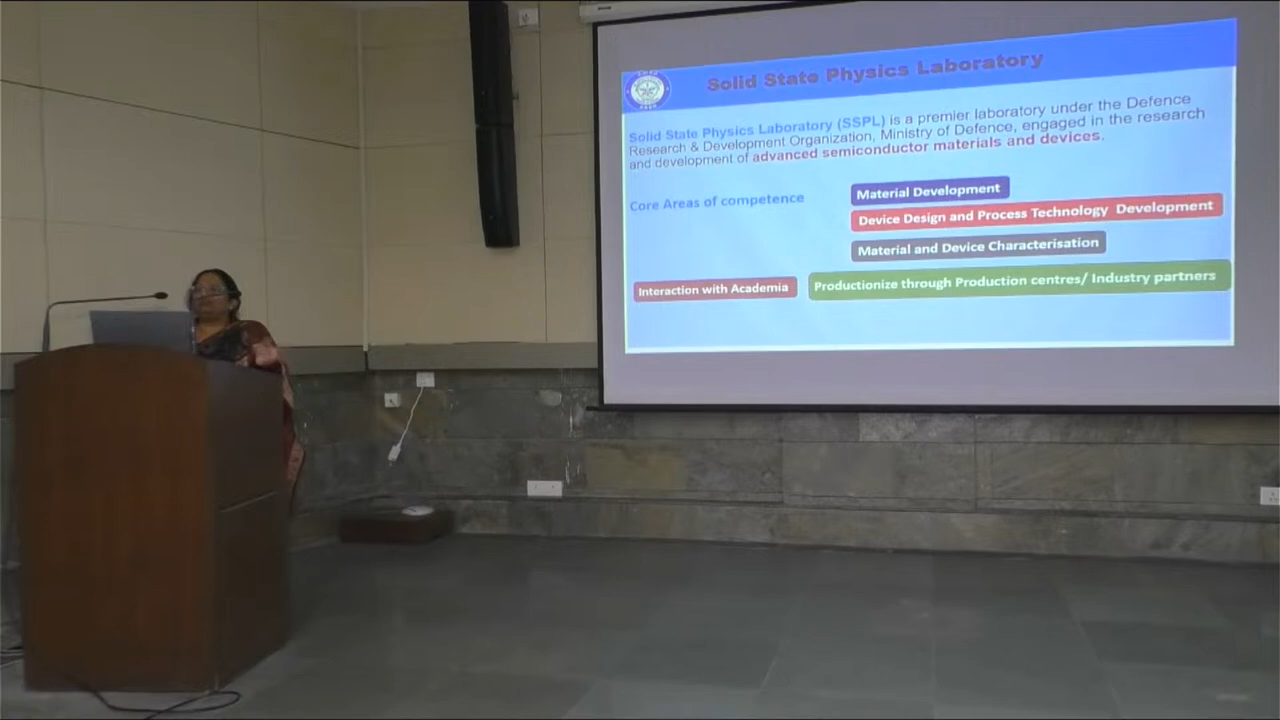 Solid State Physics Laboratory
Solid State Physics Laboratory (SSPL) is a premier laboratory under the Defence
Research & Development Organization, Ministry of Defence, engaged in the research
and development of advanced semiconductor materials and devices.
Core Areas of competence
Material Development
Device Design and Process Technology Development
Material and Device Characterisation
Interaction with Academia
Productionize through Production centres/ Industry partners